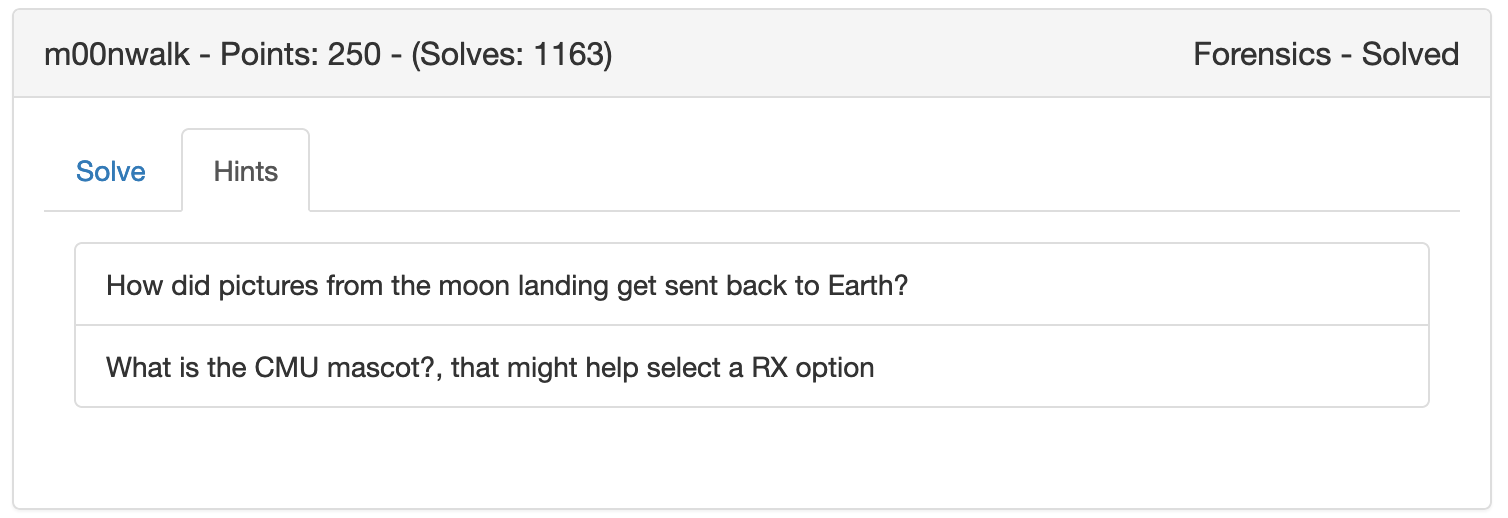 m00nwalk - Points: 250 - (Solves: 1163)
Forensics - Solved
Solve
Hints
How did pictures from the moon landing get sent back to Earth?
What is the CMU mascot?, that might help select a RX option